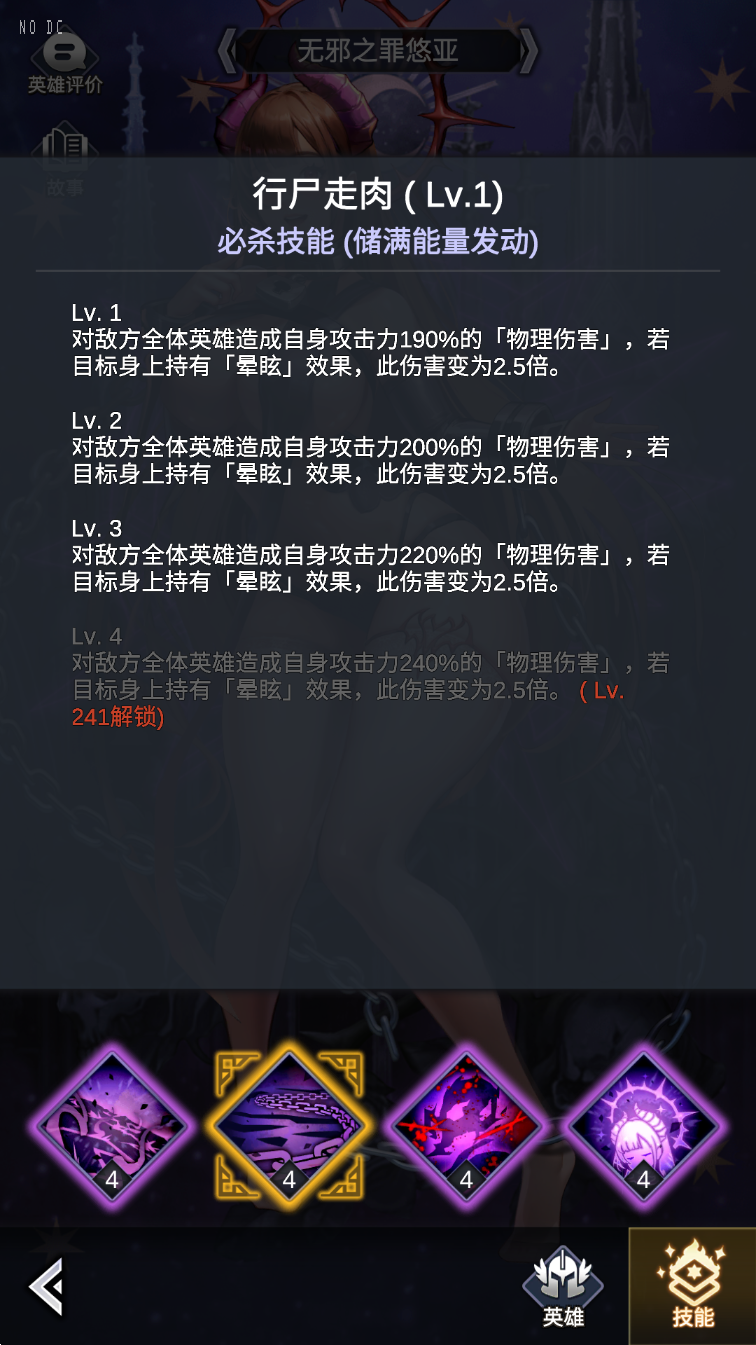 NO DC
无邪之罪悠亚
英雄评价
故事
行尸走肉 ( Lv.1)
必杀技能 (储满能量发动)
Lv. 1
对敌方全体英雄造成自身攻击力190%的「物理伤害」，若
目标身上持有「晕眩」效果，此伤害变为2.5倍。
Lv. 2
对敌方全体英雄造成自身攻击力200%的「物理伤害」，若
目标身上持有「晕眩」效果，此伤害变为2.5倍。
Lv. 3
对敌方全体英雄造成自身攻击力220%的「物理伤害」，若
目标身上持有「晕眩」效果，此伤害变为2.5倍。
Lv. 4
对敌方全体英雄造成自身攻击力240%的「物理伤害」，若
目标身上持有「晕眩」效果，此伤害变为2.5倍。 ( Lv.
241解锁)
4
4
4
4
英雄
技能